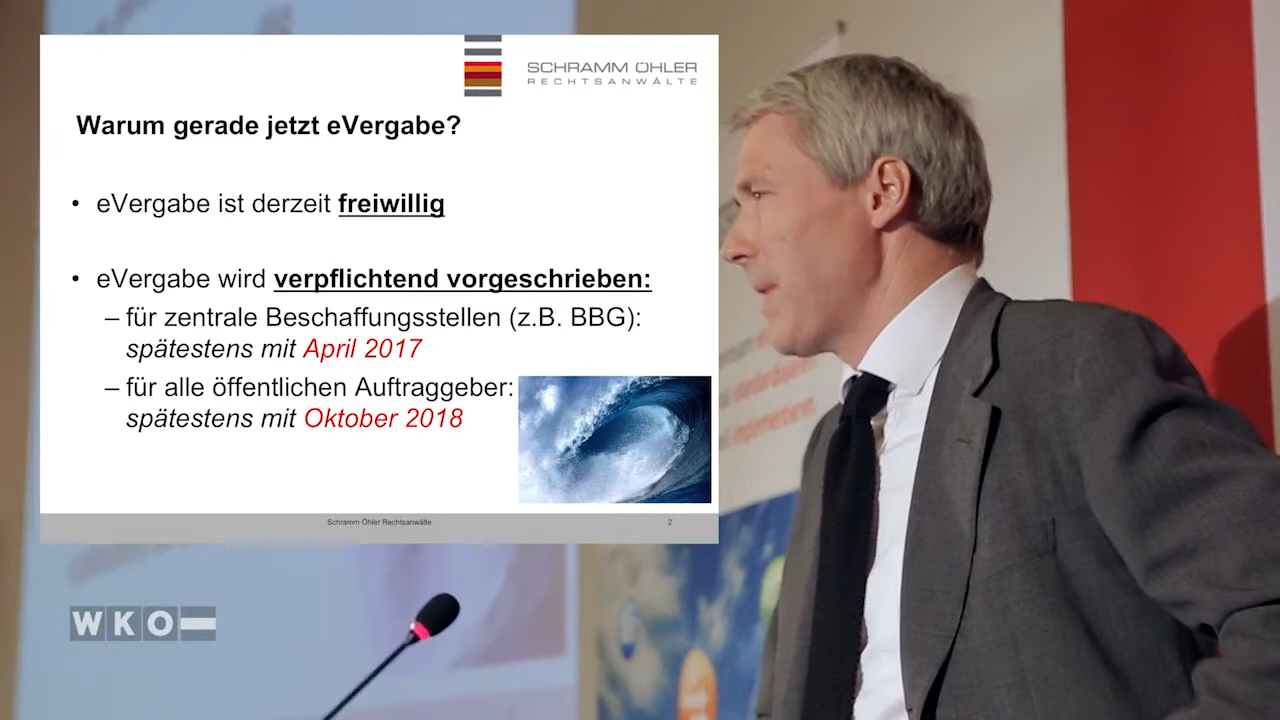 SCHRAMM ÖHLER
RECHTSANWÄLTE
Warum gerade jetzt eVergabe?
• eVergabe ist derzeit freiwillig
• eVergabe wird verpflichtend vorgeschrieben:
– für zentrale Beschaffungsstellen (z.B. BBG):
spätestens mit April 2017
– für alle öffentlichen Auftraggeber:
spätestens mit Oktober 2018
Schramm Öhler Rechtsanwälte 2
implementieren.
WKO